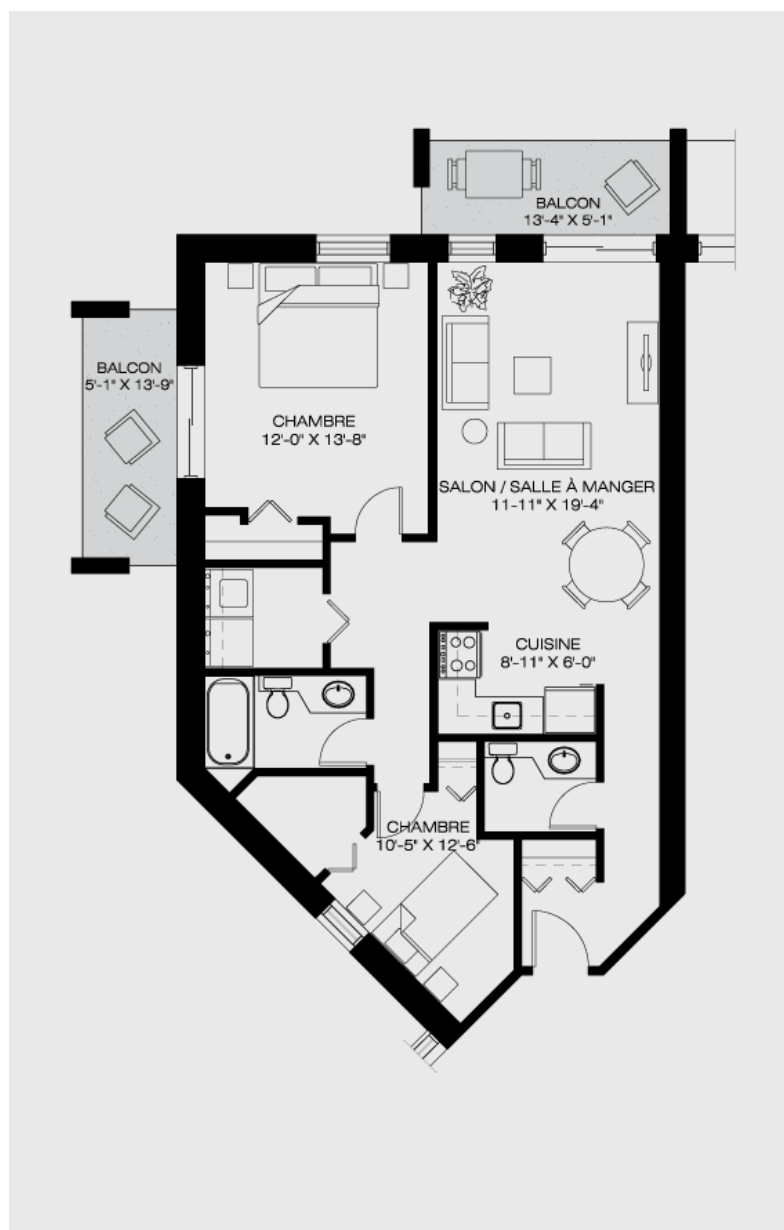 BALCON
13'-4" X 5'-1"
BALCON
5'-1" X 13'-9"
CHAMBRE
12'-0" X 13'-8"
SALON / SALLE À MANGER
11-11" X 19'-4"
CUISINE
8'-11" X 6'-0"
CHAMBRE
10'-5" X 12'-6"